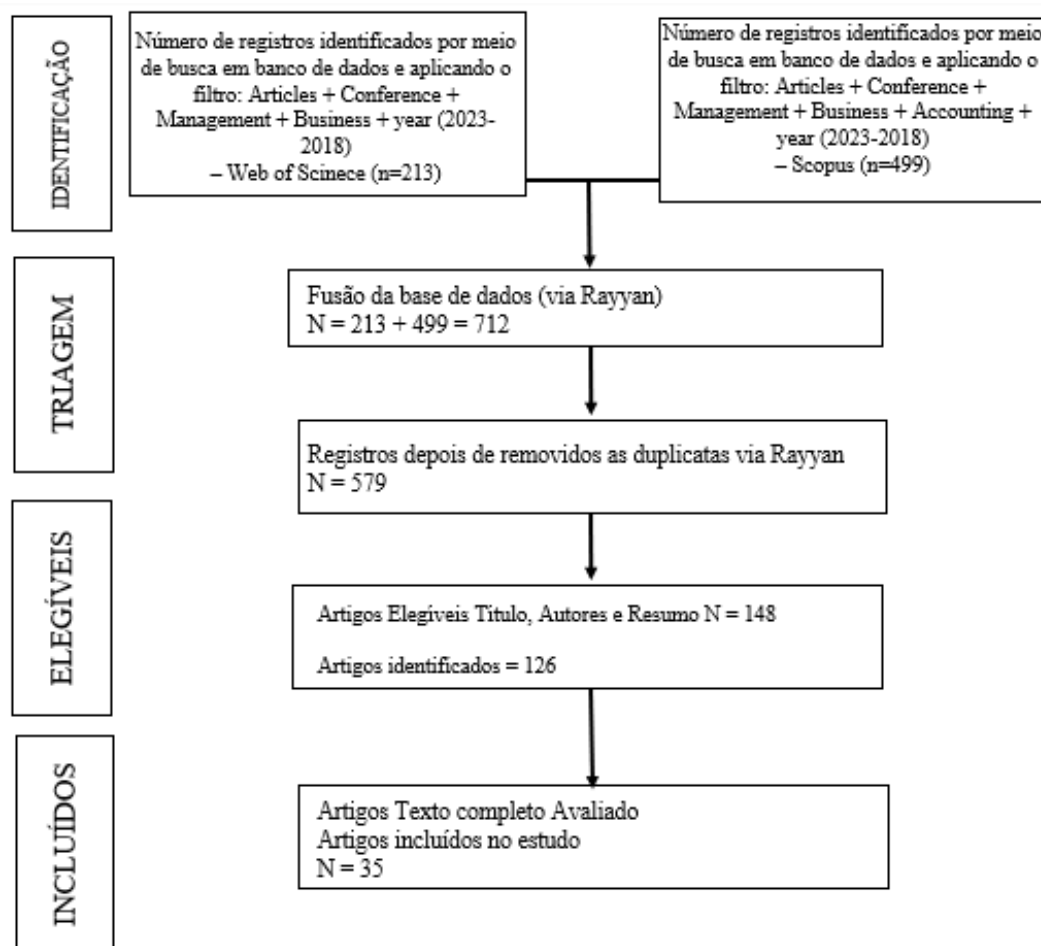 IDENTIFICAÇÃO
Número de registros identificados por meio
de busca em banco de dados e aplicando o
filtro: Articles + Conference +
Management + Business + year (2023-
2018)
– Web of Scinece (n=213)
Número de registros identificados por meio
de busca em banco de dados e aplicando o
filtro: Articles + Conference +
Management + Business + Accounting +
year (2023-2018)
– Scopus (n=499)
TRIAGEM
Fusão da base de dados (via Rayyan)
N = 213 + 499 = 712
Registros depois de removidos as duplicatas via Rayyan
N = 579
ELEGÍVEIS
Artigos Elegíveis Titulo, Autores e Resumo N = 148
Artigos identificados = 126
INCLUÍDOS
Artigos Texto completo Avaliado
Artigos incluídos no estudo
N = 35